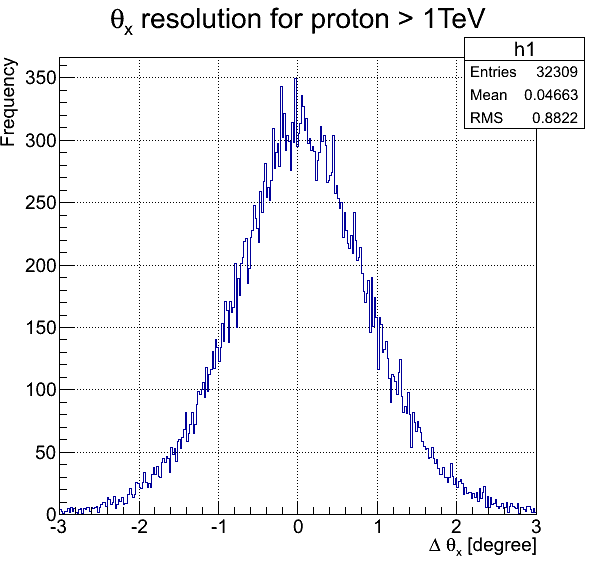 θx resolution for proton > 1TeV
h1
Entries 32309
Mean 0.04663
RMS 0.8822
Frequency
350
300
250
200
150
100
50
0
-3 -2 -1 0 1 2 3
Δ θx [degree]